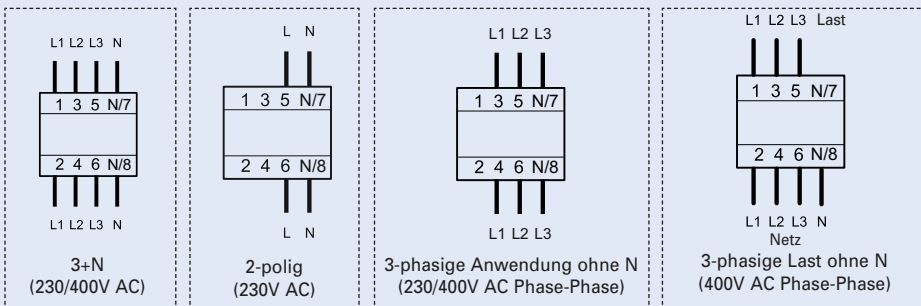 L1 L2 L3 N
1 3 5 N/7
2 4 6 N/8
L1 L2 L3 N
3+N
(230/400V AC)
L N
1 3 5 N/7
2 4 6 N/8
L N
2-polig
(230V AC)
L1 L2 L3
1 3 5 N/7
2 4 6 N/8
L1 L2 L3
3-phasige Anwendung ohne N
(230/400V AC Phase-Phase)
L1 L2 L3 Last
1 3 5 N/7
2 4 6 N/8
L1 L2 L3 N
Netz
3-phasige Last ohne N
(400V AC Phase-Phase)